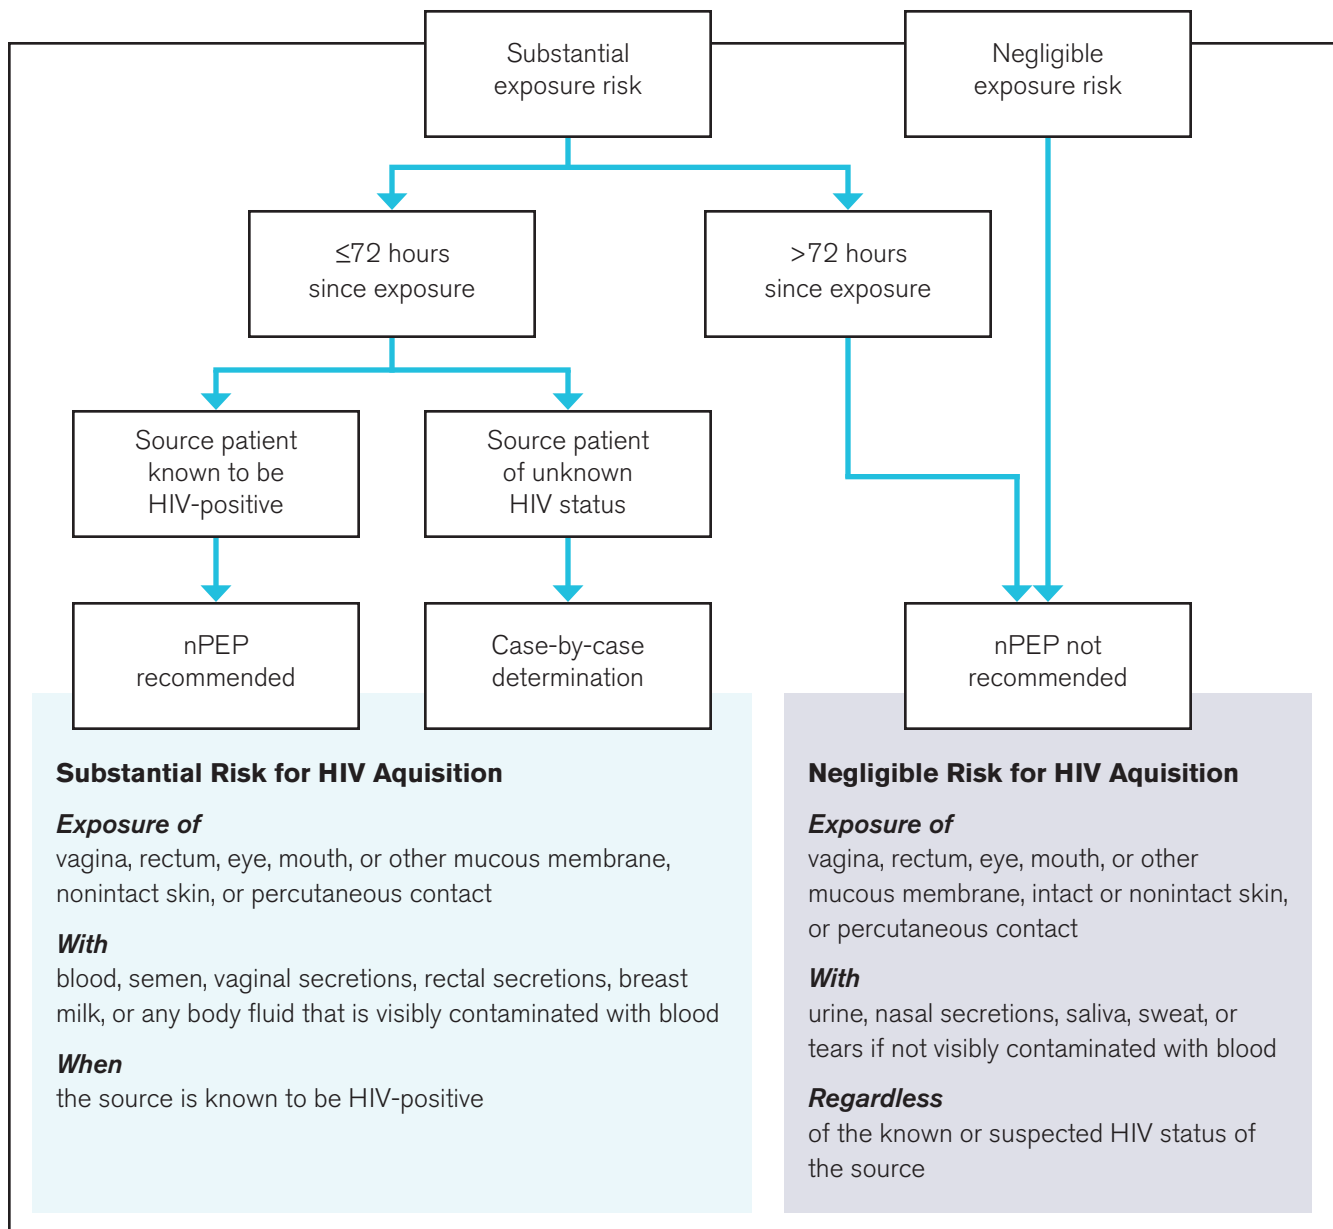 Substantial
exposure risk
Negligible
exposure risk
≤72 hours
since exposure
>72 hours
since exposure
Source patient
known to be
HIV-positive
Source patient
of unknown
HIV status
nPEP
recommended
Case-by-case
determination
nPEP not
recommended
Substantial Risk for HIV Aquisition
Exposure of
vagina, rectum, eye, mouth, or other mucous membrane,
nonintact skin, or percutaneous contact
With
blood, semen, vaginal secretions, rectal secretions, breast
milk, or any body fluid that is visibly contaminated with blood
When
the source is known to be HIV-positive
Negligible Risk for HIV Aquisition
Exposure of
vagina, rectum, eye, mouth, or other
mucous membrane, intact or nonintact skin,
or percutaneous contact
With
urine, nasal secretions, saliva, sweat, or
tears if not visibly contaminated with blood
Regardless
of the known or suspected HIV status of
the source